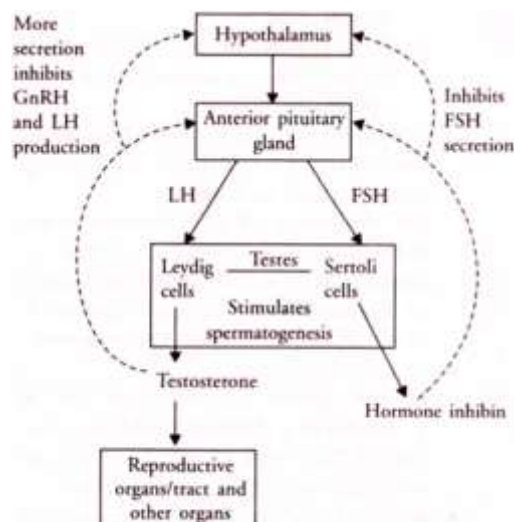 More
secretion
inhibits
GnRH
and LH
production
Hypothalamus
Inhibits
FSH
secretion
Anterior pituitary
gland
LH
FSH
Testes
Leydig
cells
Sertoli
cells
Stimulates
spermatogenesis
Testosterone
Hormone inhibin
Reproductive
organs/tract and
other organs